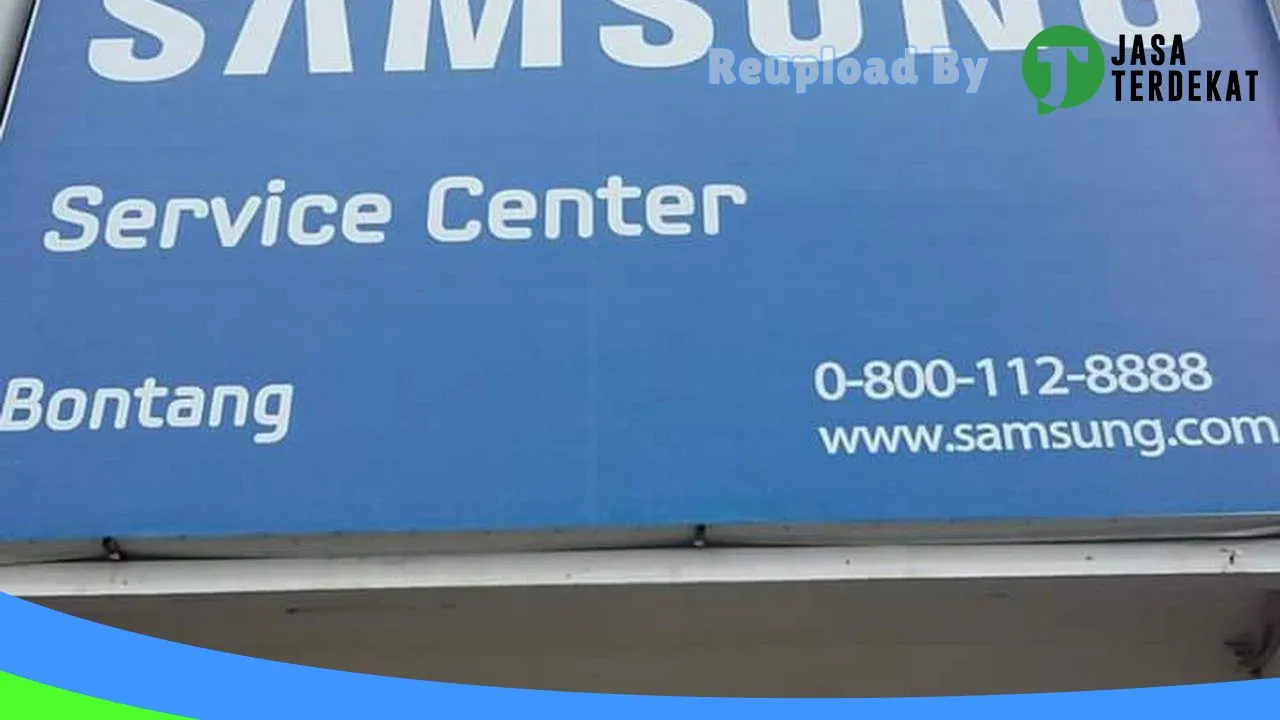 SAMSUNG
Reupload By
JASA
TERDEKAT
Service Center
Bontang
0-800-112-8888
www.samsung.com